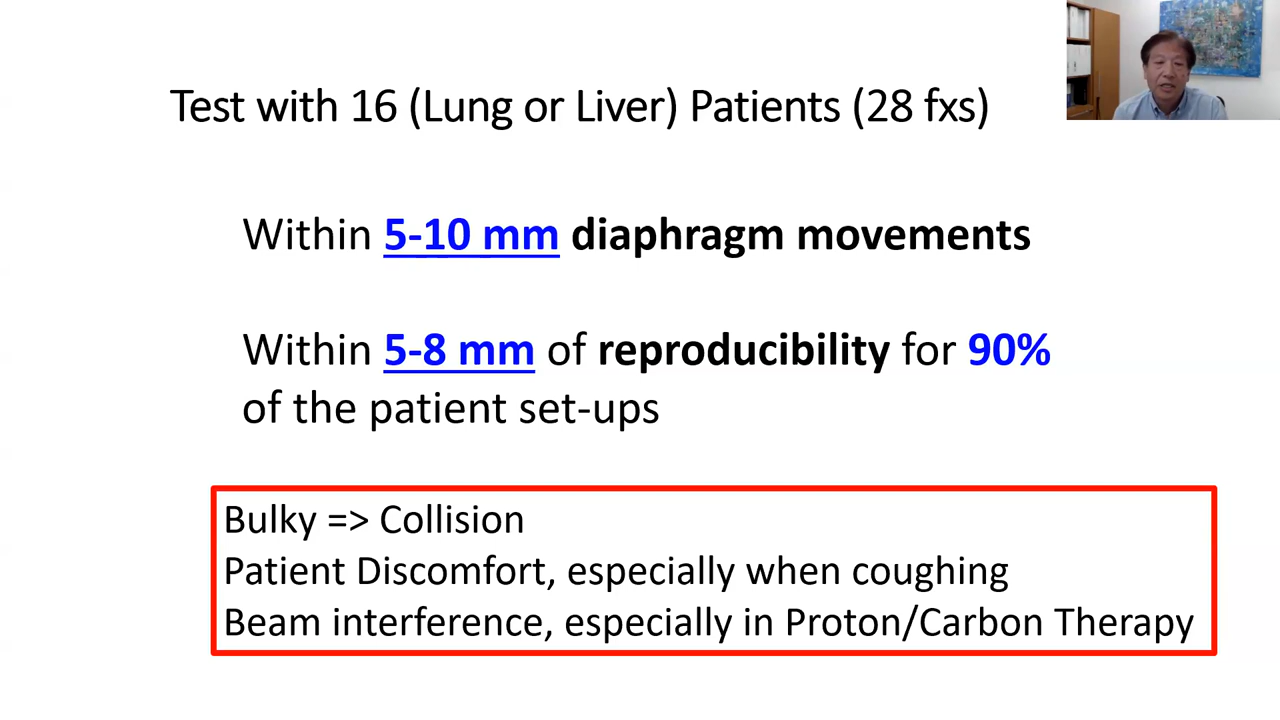 Test with 16 (Lung or Liver) Patients (28 fxs)
Within 5-10 mm diaphragm movements
Within 5-8 mm of reproducibility for 90%
of the patient set-ups
Bulky => Collision
Patient Discomfort, especially when coughing
Beam interference, especially in Proton/Carbon Therapy